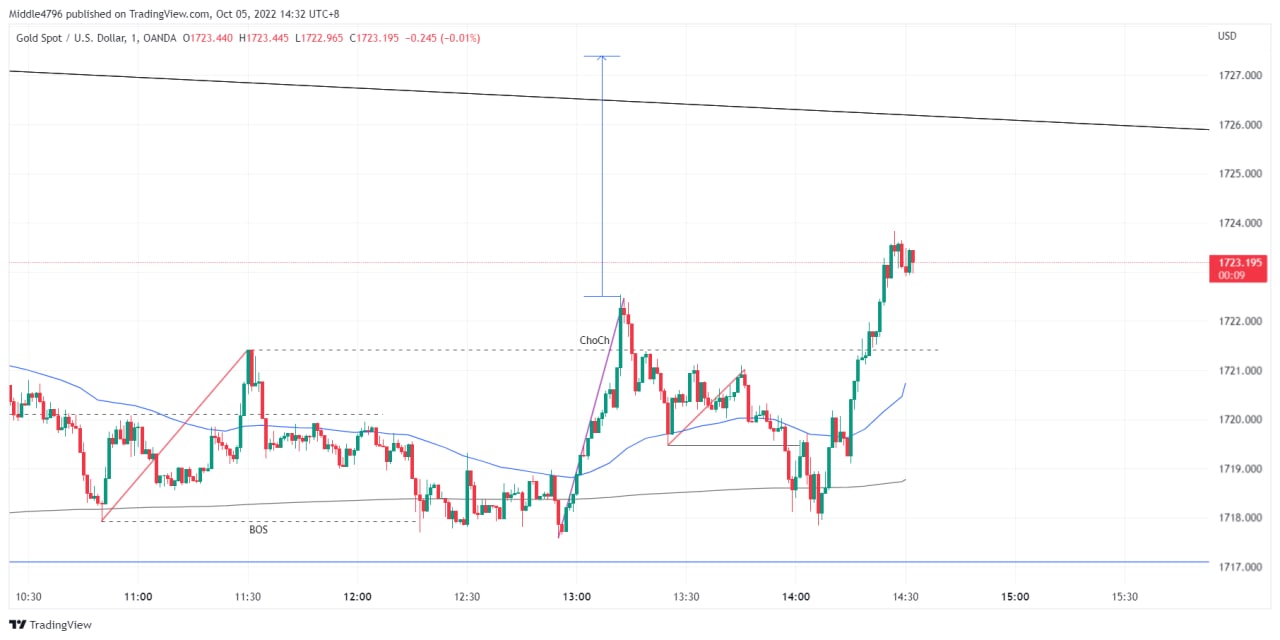 Middle4796 published on TradingView.com, Oct 05, 2022 14:32 UTC+8
Gold Spot / U.S. Dollar, 1, OANDA O1723.440 H1723.445 L1722.965 C1723.195 −0.245 (−0.01%)
USD
1727.000
1726.000
1725.000
1724.000
1723.195
00:09
1722.000
ChoCh
1721.000
1720.000
1719.000
1718.000
BOS
1717.000
10:30 11:00 11:30 12:00 12:30 13:00 13:30 14:00 14:30 15:00 15:30
TradingView